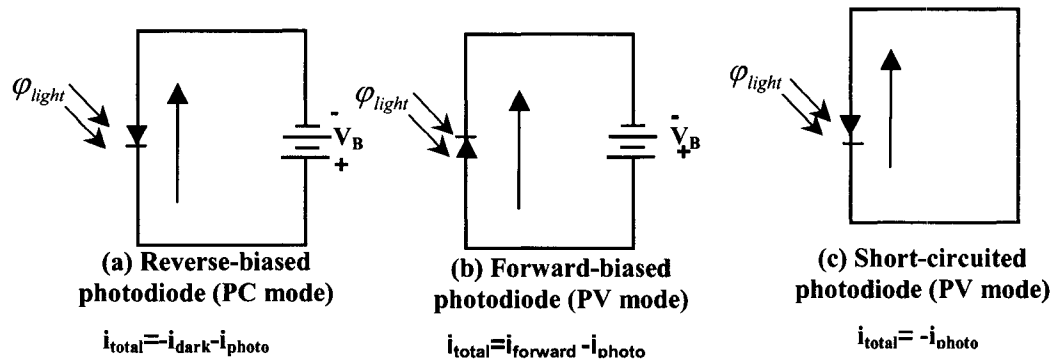 φlight
-
VB
+
(a) Reverse-biased
photodiode (PC mode)
itotal=-idark-iphoto
φlight
-
VB
+
(b) Forward-biased
photodiode (PV mode)
itotal=iforward -iphoto
φlight
(c) Short-circuited
photodiode (PV mode)
itotal= -iphoto